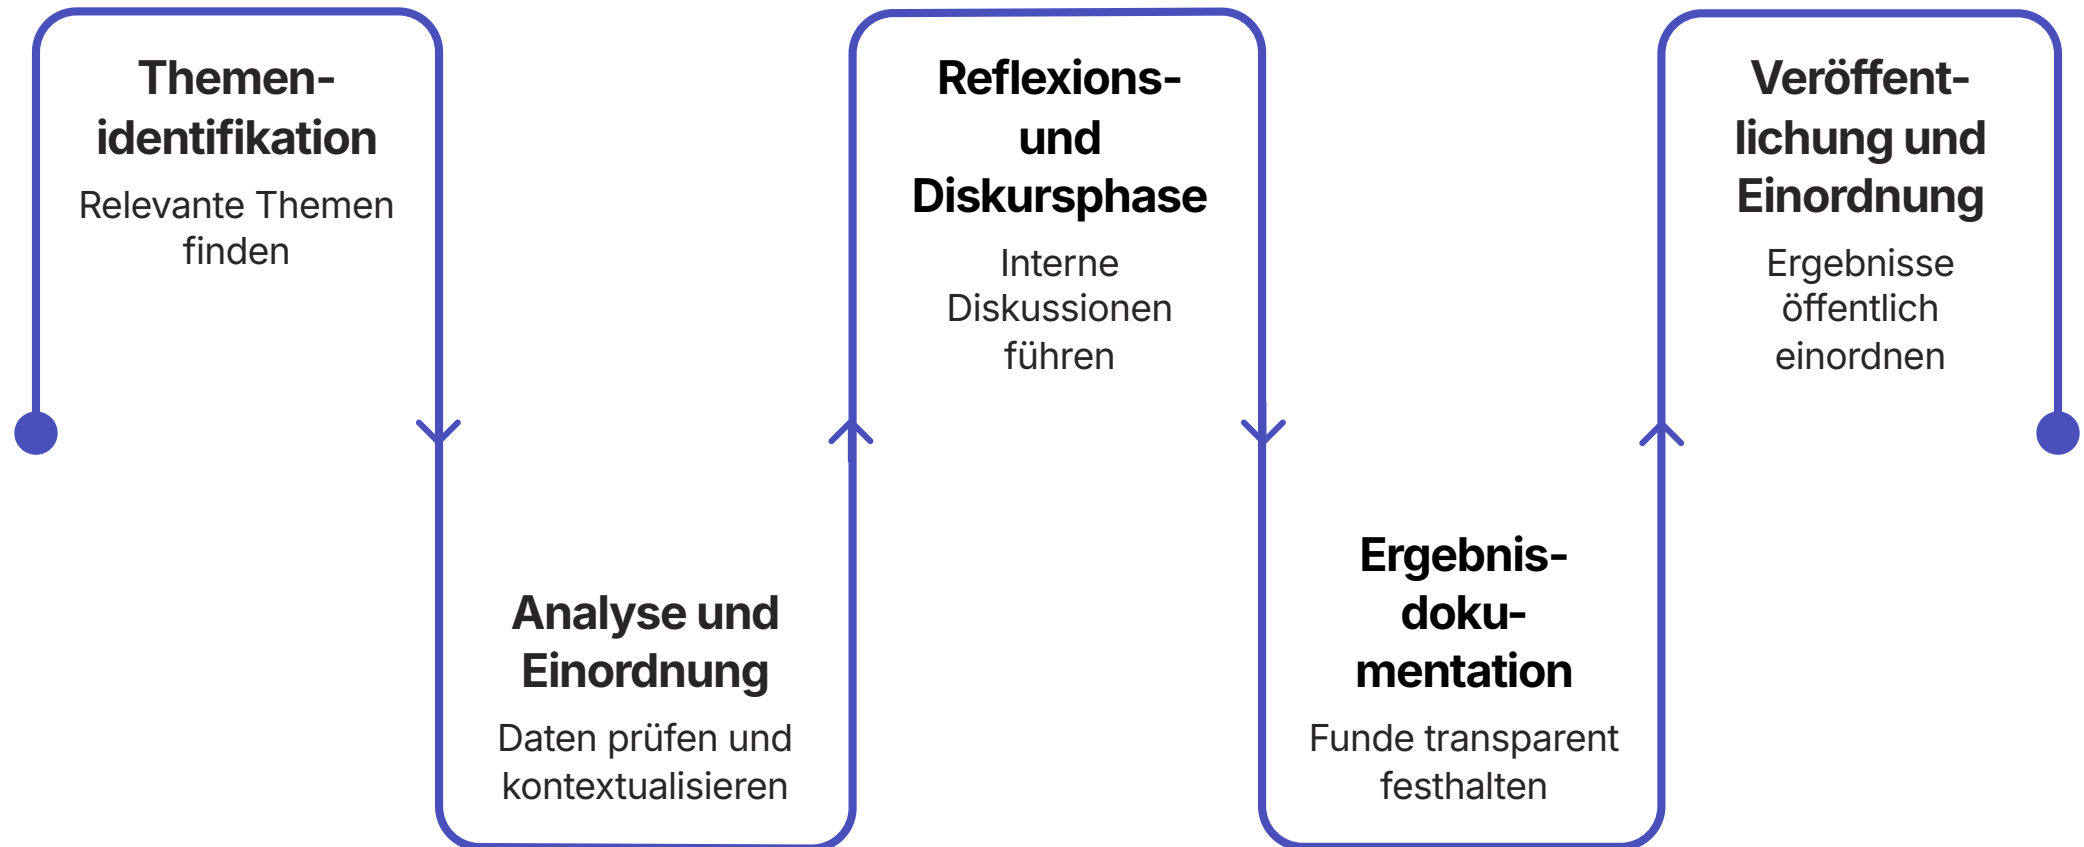 Themen-
identifikation
Relevante Themen
finden
Analyse und
Einordnung
Daten prüfen und
kontextualisieren
Reflexions-
und
Diskursphase
Interne
Diskussionen
führen
Ergebnis-
doku-
mentation
Funde transparent
festhalten
Veröffent-
lichung und
Einordnung
Ergebnisse
öffentlich
einordnen